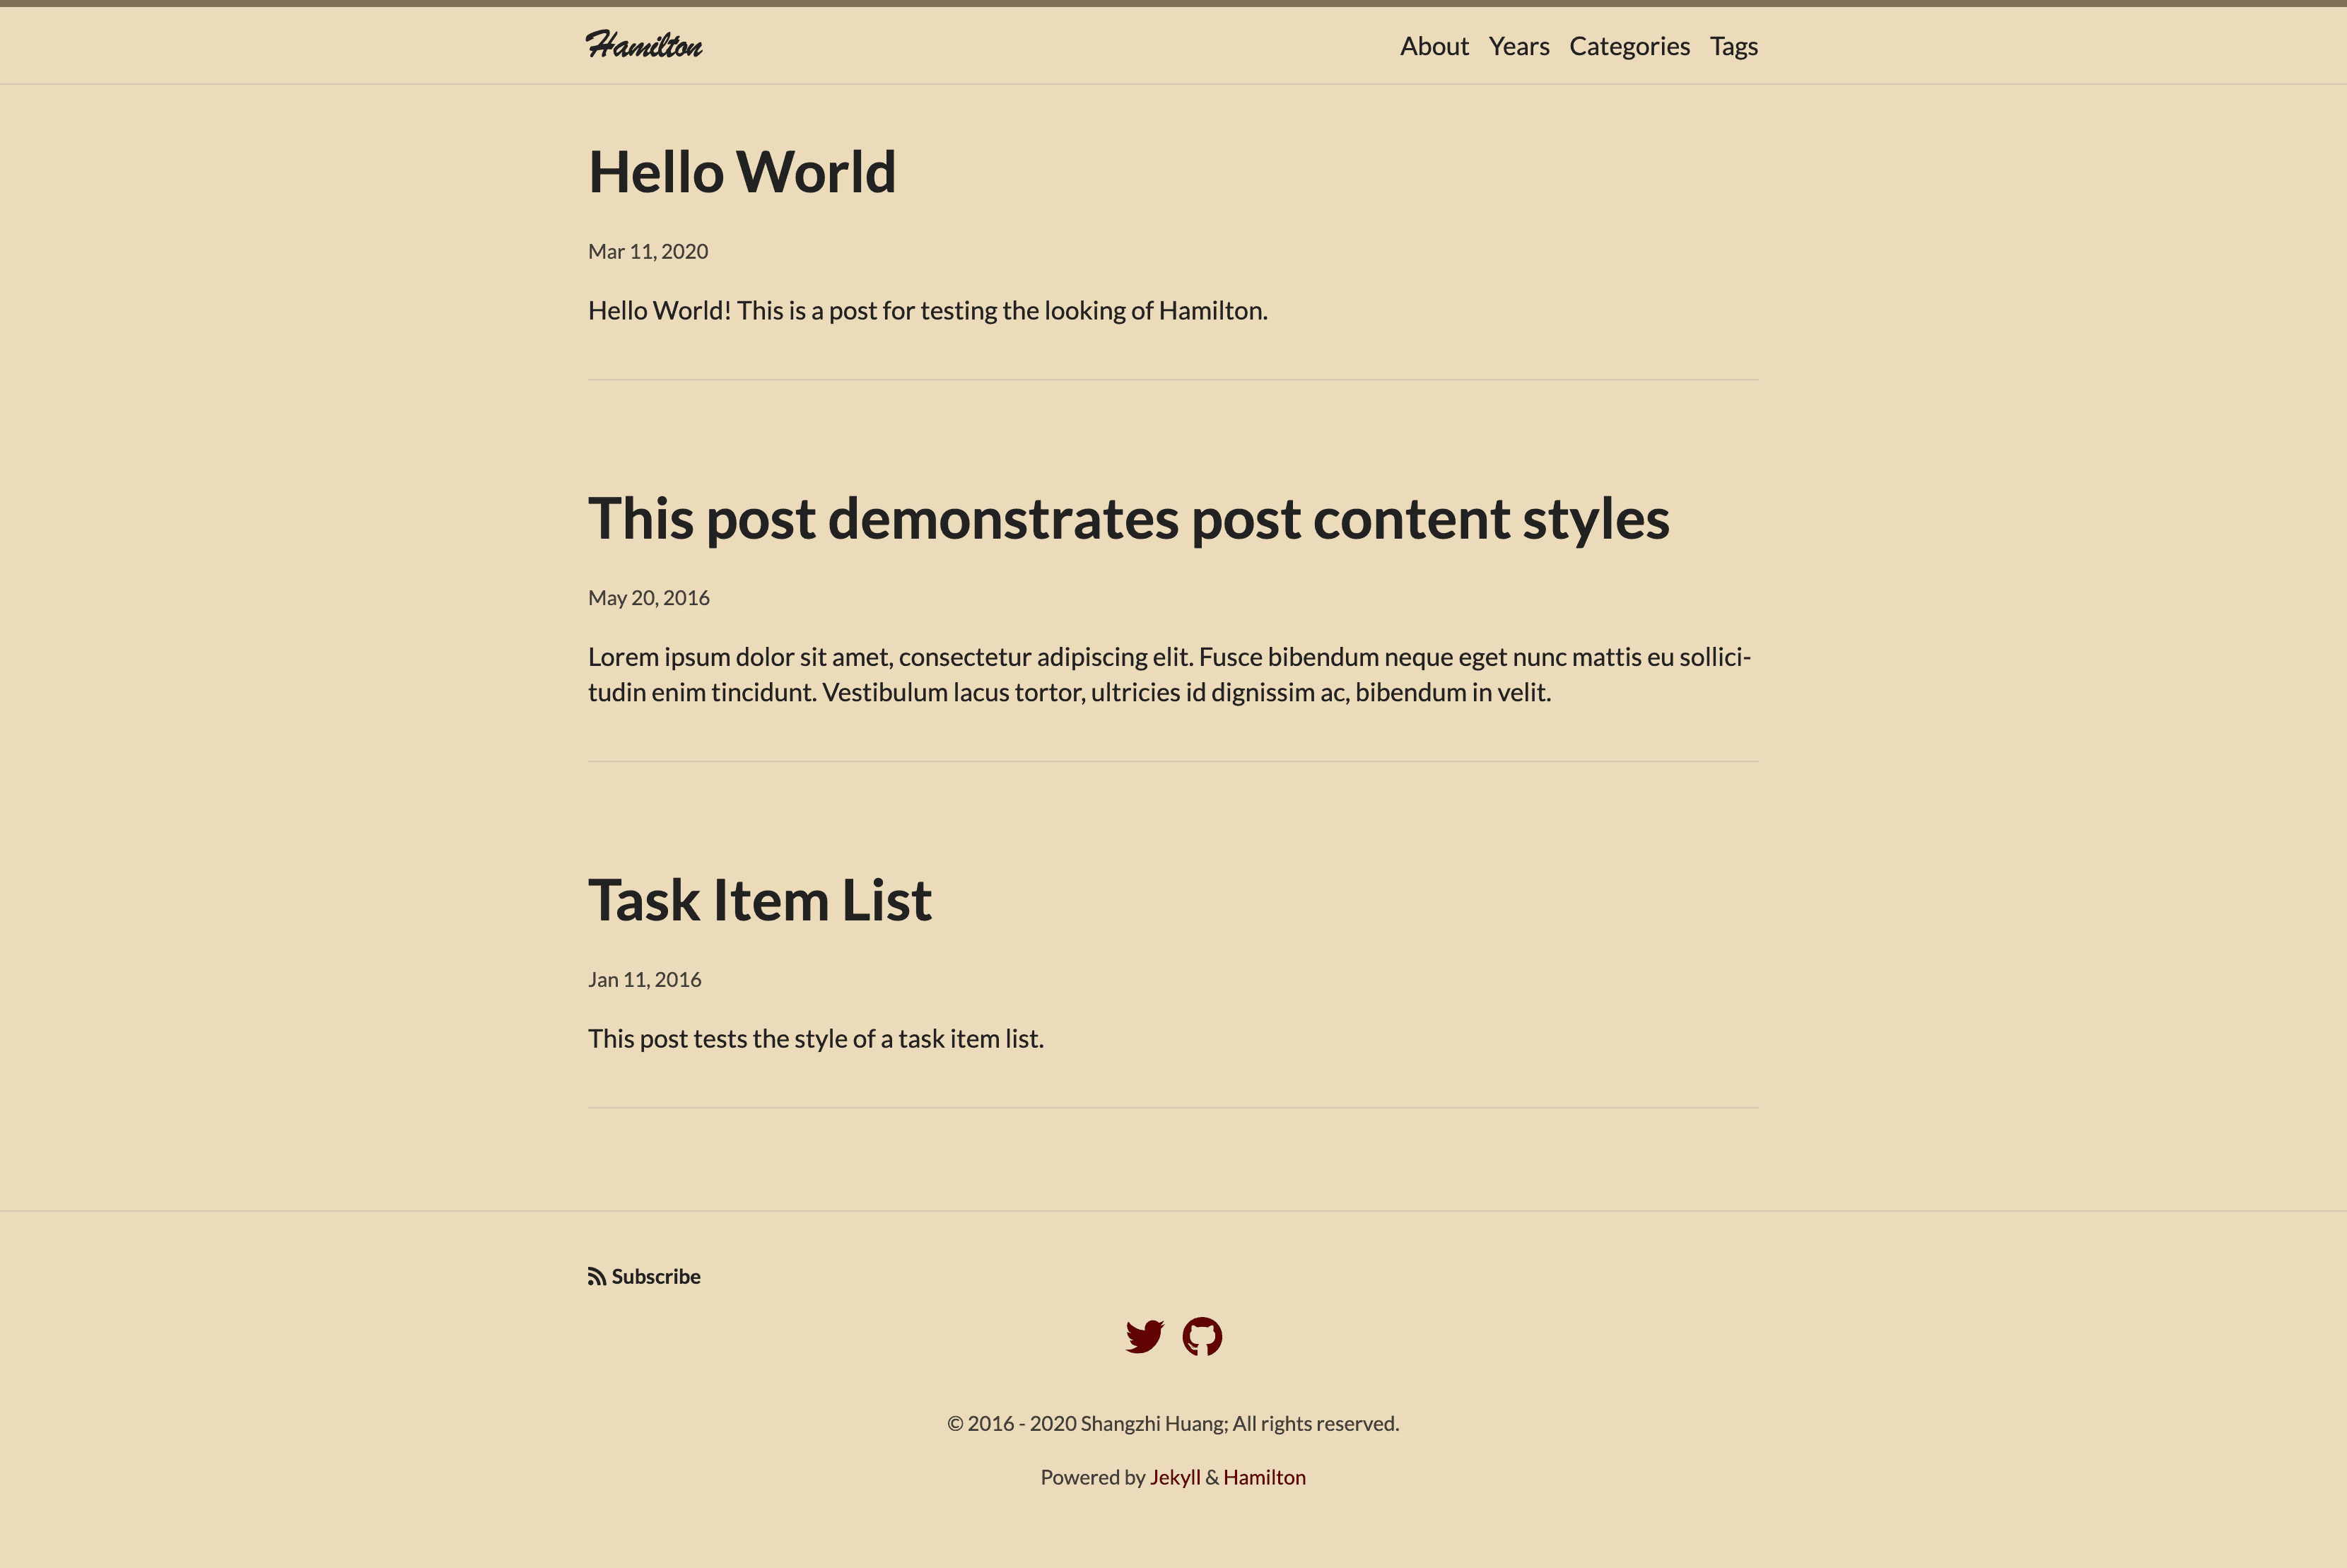 Hamilton
About Years Categories Tags
Hello World
Mar 11, 2020
Hello World! This is a post for testing the looking of Hamilton.
This post demonstrates post content styles
May 20, 2016
Lorem ipsum dolor sit amet, consectetur adipiscing elit. Fusce bibendum neque eget nunc mattis eu sollici-
tudin enim tincidunt. Vestibulum lacus tortor, ultricies id dignissim ac, bibendum in velit.
Task Item List
Jan 11, 2016
This post tests the style of a task item list.
Subscribe
© 2016 - 2020 Shangzhi Huang; All rights reserved.
Powered by Jekyll & Hamilton